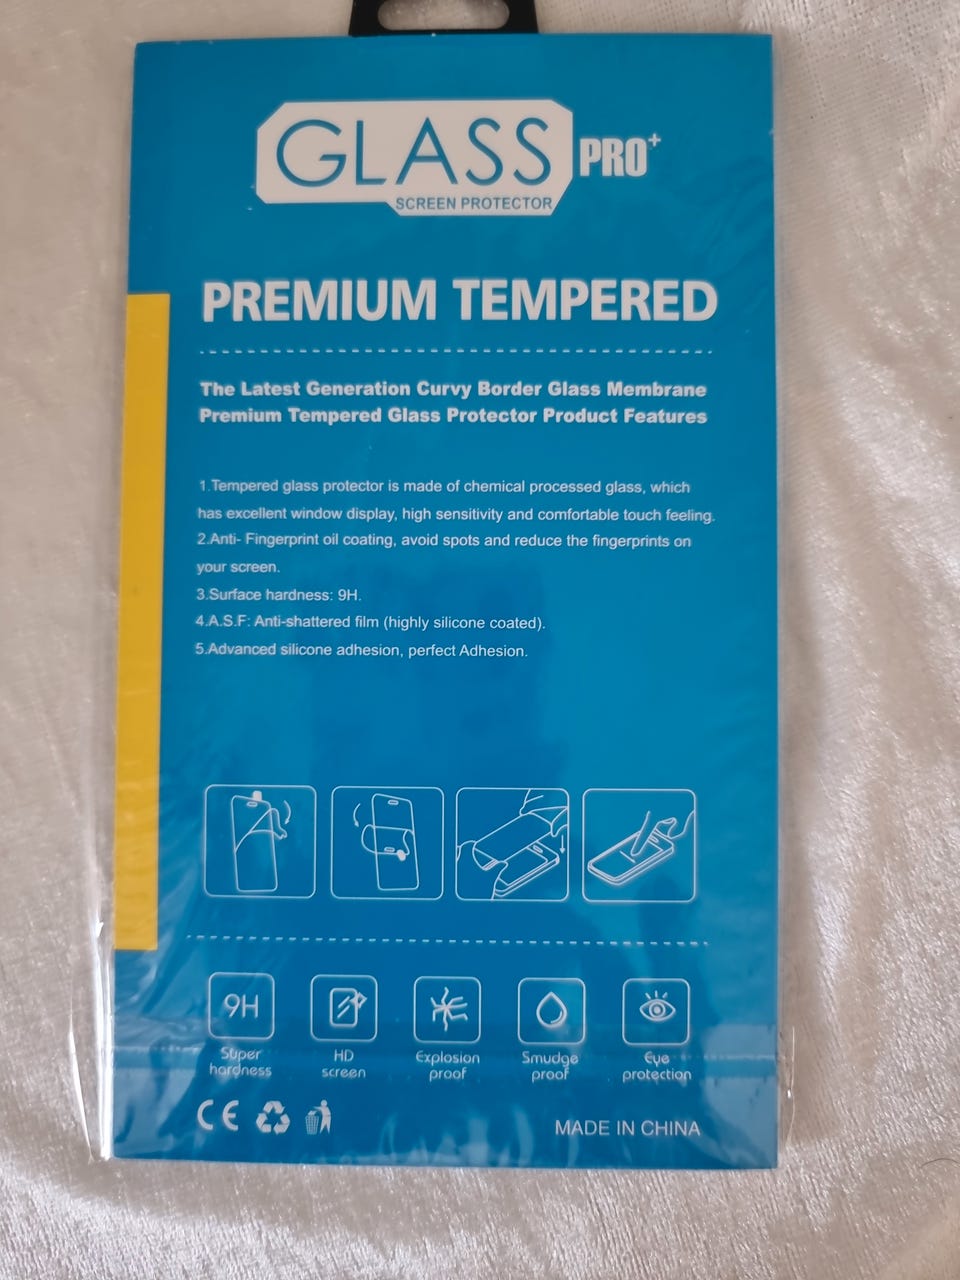 GLASS PRO+
SCREEN PROTECTOR
PREMIUM TEMPERED
The Latest Generation Curvy Border Glass Membrane
Premium Tempered Glass Protector Product Features
1.Tempered glass protector is made of chemical processed glass, which
has excellent window display, high sensitivity and comfortable touch feeling.
2.Anti- Fingerprint oil coating, avoid spots and reduce the fingerprints on
your screen.
3.Surface hardness: 9H.
4.A.S.F: Anti-shattered film (highly silicone coated).
5.Advanced silicone adhesion, perfect Adhesion.
9H
Super
hardness
HD
screen
Explosion
proof
Smudge
proof
Eye
protection
CE
MADE IN CHINA